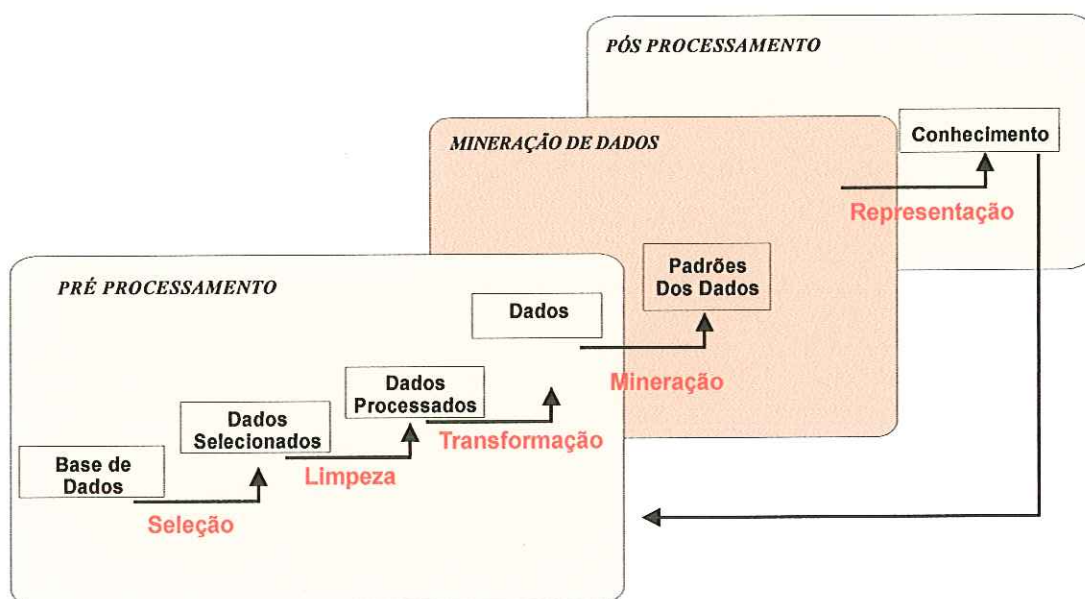 PÓS PROCESSAMENTO
Conhecimento
MINERAÇÃO DE DADOS
Representação
Padrões
Dos Dados
PRÉ PROCESSAMENTO
Dados
Mineração
Dados
Processados
Transformação
Dados
Selecionados
Limpeza
Base de
Dados
Seleção